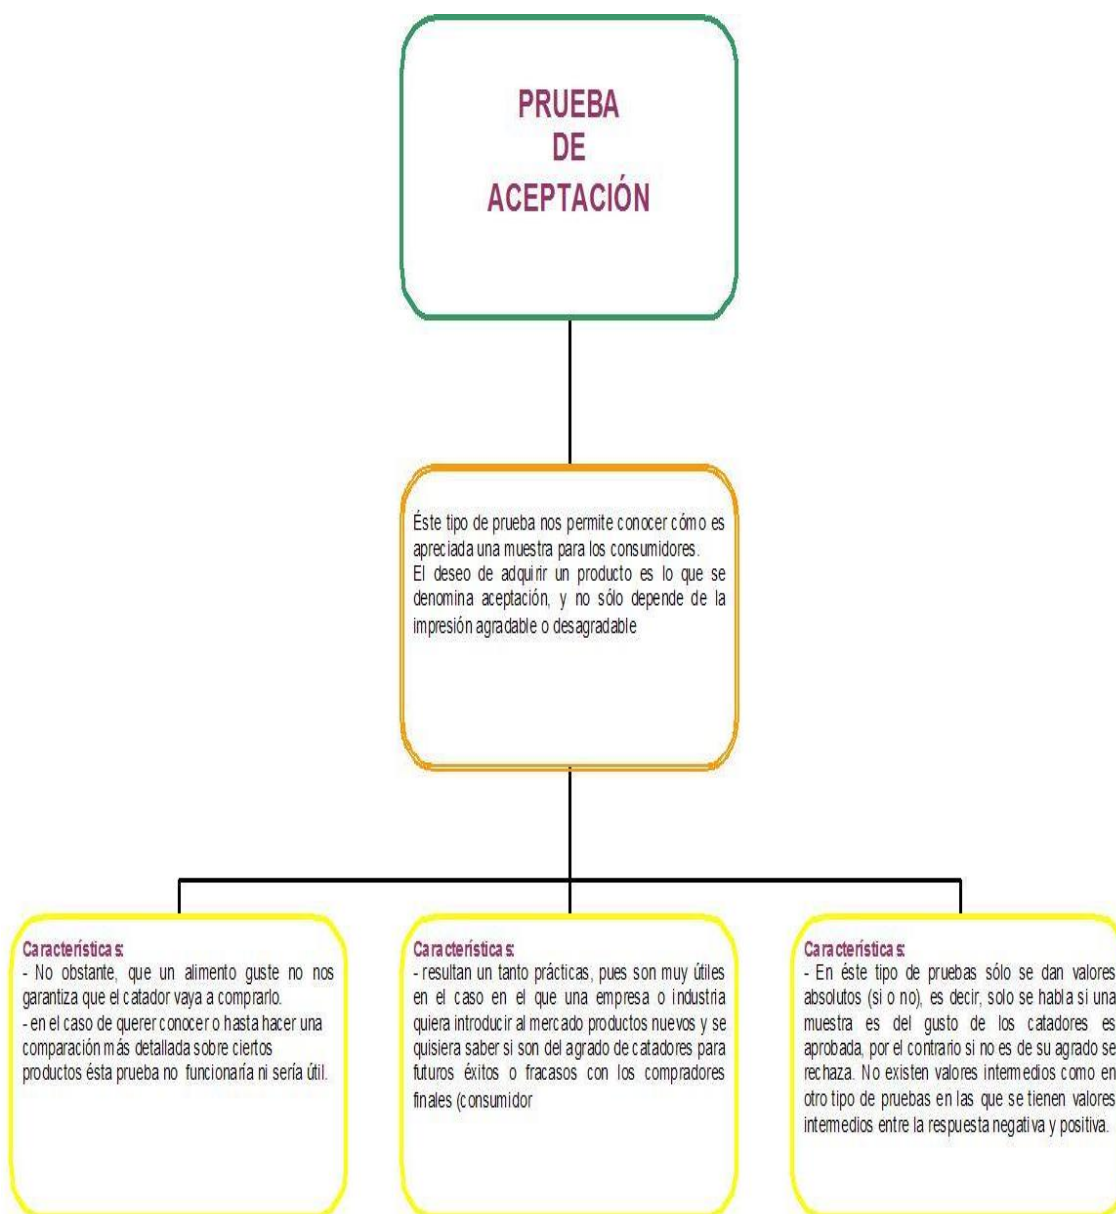 PRUEBA
DE
ACEPTACIÓN
Éste tipo de prueba nos permite conocer cómo es
apreciada una muestra para los consumidores.
El deseo de adquirir un producto es lo que se
denomina aceptación, y no sólo depende de la
impresión agradable o desagradable
Características:
- No obstante, que un alimento guste no nos
garantiza que el catador vaya a comprarlo.
- en el caso de querer conocer o hasta hacer una
comparación más detallada sobre ciertos
productos ésta prueba no funcionaría ni sería útil.
Características:
- resultan un tanto prácticas, pues son muy útiles
en el caso en el que una empresa o industria
quiera introducir al mercado productos nuevos y se
quisiera saber si son del agrado de catadores para
futuros éxitos o fracasos con los compradores
finales (consumidor
Características:
- En éste tipo de pruebas sólo se dan valores
absolutos (si o no), es decir, solo se habla si una
muestra es del gusto de los catadores es
aprobada, por el contrario si no es de su agrado se
rechaza. No existen valores intermedios como en
otro tipo de pruebas en las que se tienen valores
intermedios entre la respuesta negativa y positiva.